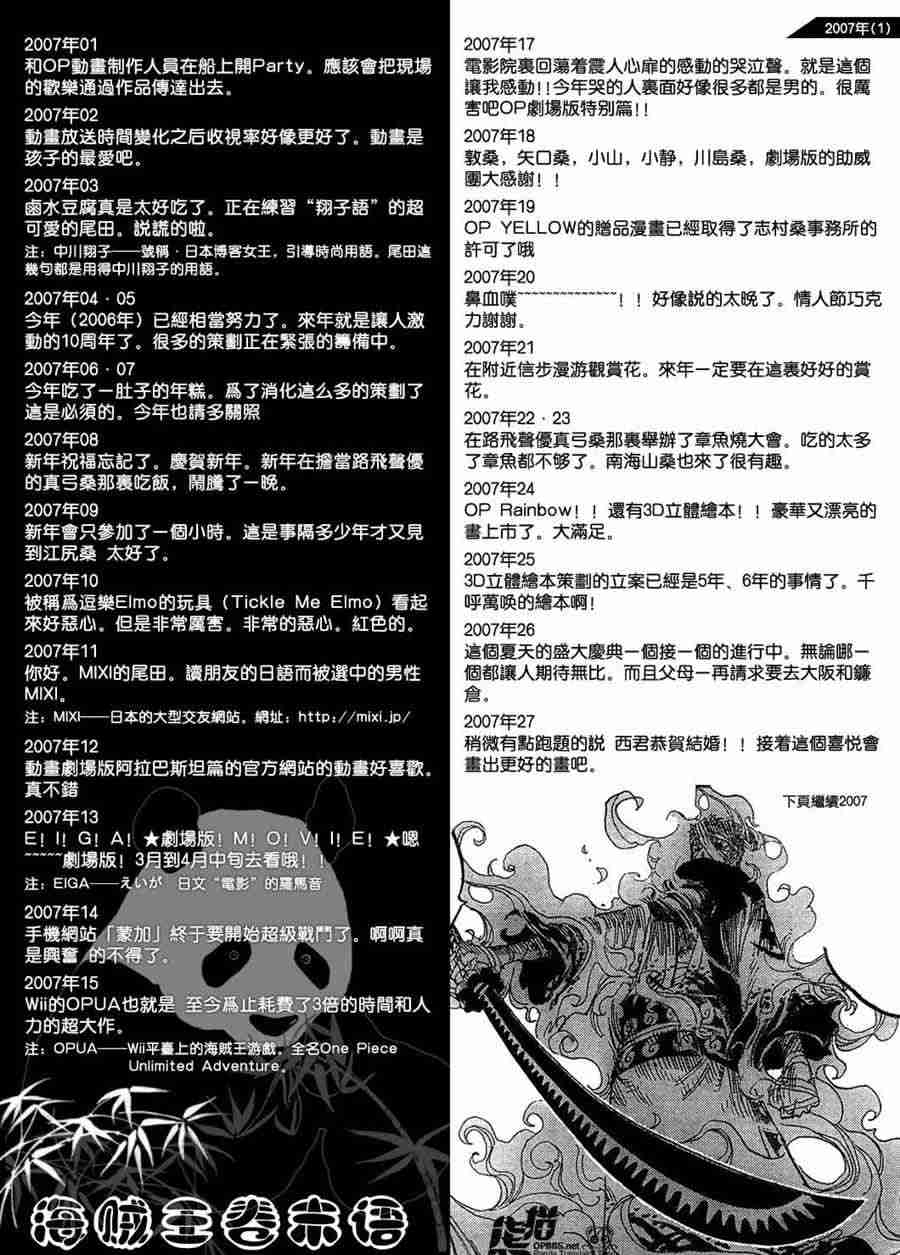 2007年(1)
2007年01
和OP動畫制作人員在船上開Party。應該會把現場
的歡樂通過作品傳達出去。
2007年02
動畫放送時間變化之后收視率好像更好了。動畫是
孩子的最愛吧。
2007年03
鹵水豆腐真是太好吃了。正在練習“翔子語”的超
可愛的尾田。説謊的啦。
注：中川翔子——號稱·日本博客女王，引導時尚用語。尾田這
幾句都是用得中川翔子的用語。
2007年04·05
今年（2006年）已經相當努力了。來年就是讓人激
動的10周年了。很多的策劃正在緊張的籌備中。
2007年06·07
今年吃了一肚子的年糕。爲了消化這么多的策劃了
這是必須的。今年也請多關照
2007年08
新年祝福忘記了。慶賀新年。新年在擔當路飛聲優
的真弓桑那裏吃飯，鬧騰了一晚。
2007年09
新年會只參加了一個小時。這是事隔多少年才又見
到江尻桑 太好了。
2007年10
被稱爲逗樂Elmo的玩具（Tickle Me Elmo）看起
來好惡心。但是非常厲害。非常的惡心。紅色的。
2007年11
你好。MIXI的尾田。讀朋友的日語而被選中的男性
MIXI。
注：MIXI——日本的大型交友網站。網址：http://mixi.jp/
2007年12
動畫劇場版阿拉巴斯坦篇的官方網站的動畫好喜歡。
真不錯
2007年13
E！I！G！A！★劇場版！M！O！V！I！E！★嗯
~~~~~劇場版！3月到4月中旬去看哦！！
注：EIGA——えいが 日文“電影”的羅馬音
2007年14
手機網站「蒙加」終于要開始超級戰鬥了。啊啊真
是興奮 的不得了。
2007年15
Wii的OPUA也就是 至今爲止耗費了3倍的時間和人
力的超大作。
注：OPUA——Wii平臺上的海賊王游戲。全名One Piece
Unlimited Adventure。
海賊王卷末語
2007年17
電影院裏回蕩着震人心扉的感動的哭泣聲。就是這個
讓我感動!!今年哭的人裏面好像很多都是男的。很厲
害吧OP劇場版特別篇!!
2007年18
敦桑，矢口桑，小山，小静，川島桑，劇場版的助威
團大感謝！！
2007年19
OP YELLOW的贈品漫畫已經取得了志村桑事務所的
許可了哦
2007年20
鼻血噗~~~~~~~~~~~~~~！！好像説的太晚了。情人節巧克
力謝謝。
2007年21
在附近信步漫游觀賞花。來年一定要在這裏好好的賞
花。
2007年22·23
在路飛聲優真弓桑那裏舉辦了章魚燒大會。吃的太多
了章魚都不够了。南海山桑也來了很有趣。
2007年24
OP Rainbow！！還有3D立體繪本！！豪華又漂亮的
書上市了。大滿足。
2007年25
3D立體繪本策劃的立案已經是5年、6年的事情了。千
呼萬唤的繪本啊!
2007年26
這個夏天的盛大慶典一個接一個的進行中。無論哪一
個都讓人期待無比。而且父母一再請求要去大阪和鐮
倉。
2007年27
稍微有點跑題的説 西君恭賀結婚！！接着這個喜悦會
畫出更好的畫吧。
下頁繼續2007
OPBBS.net